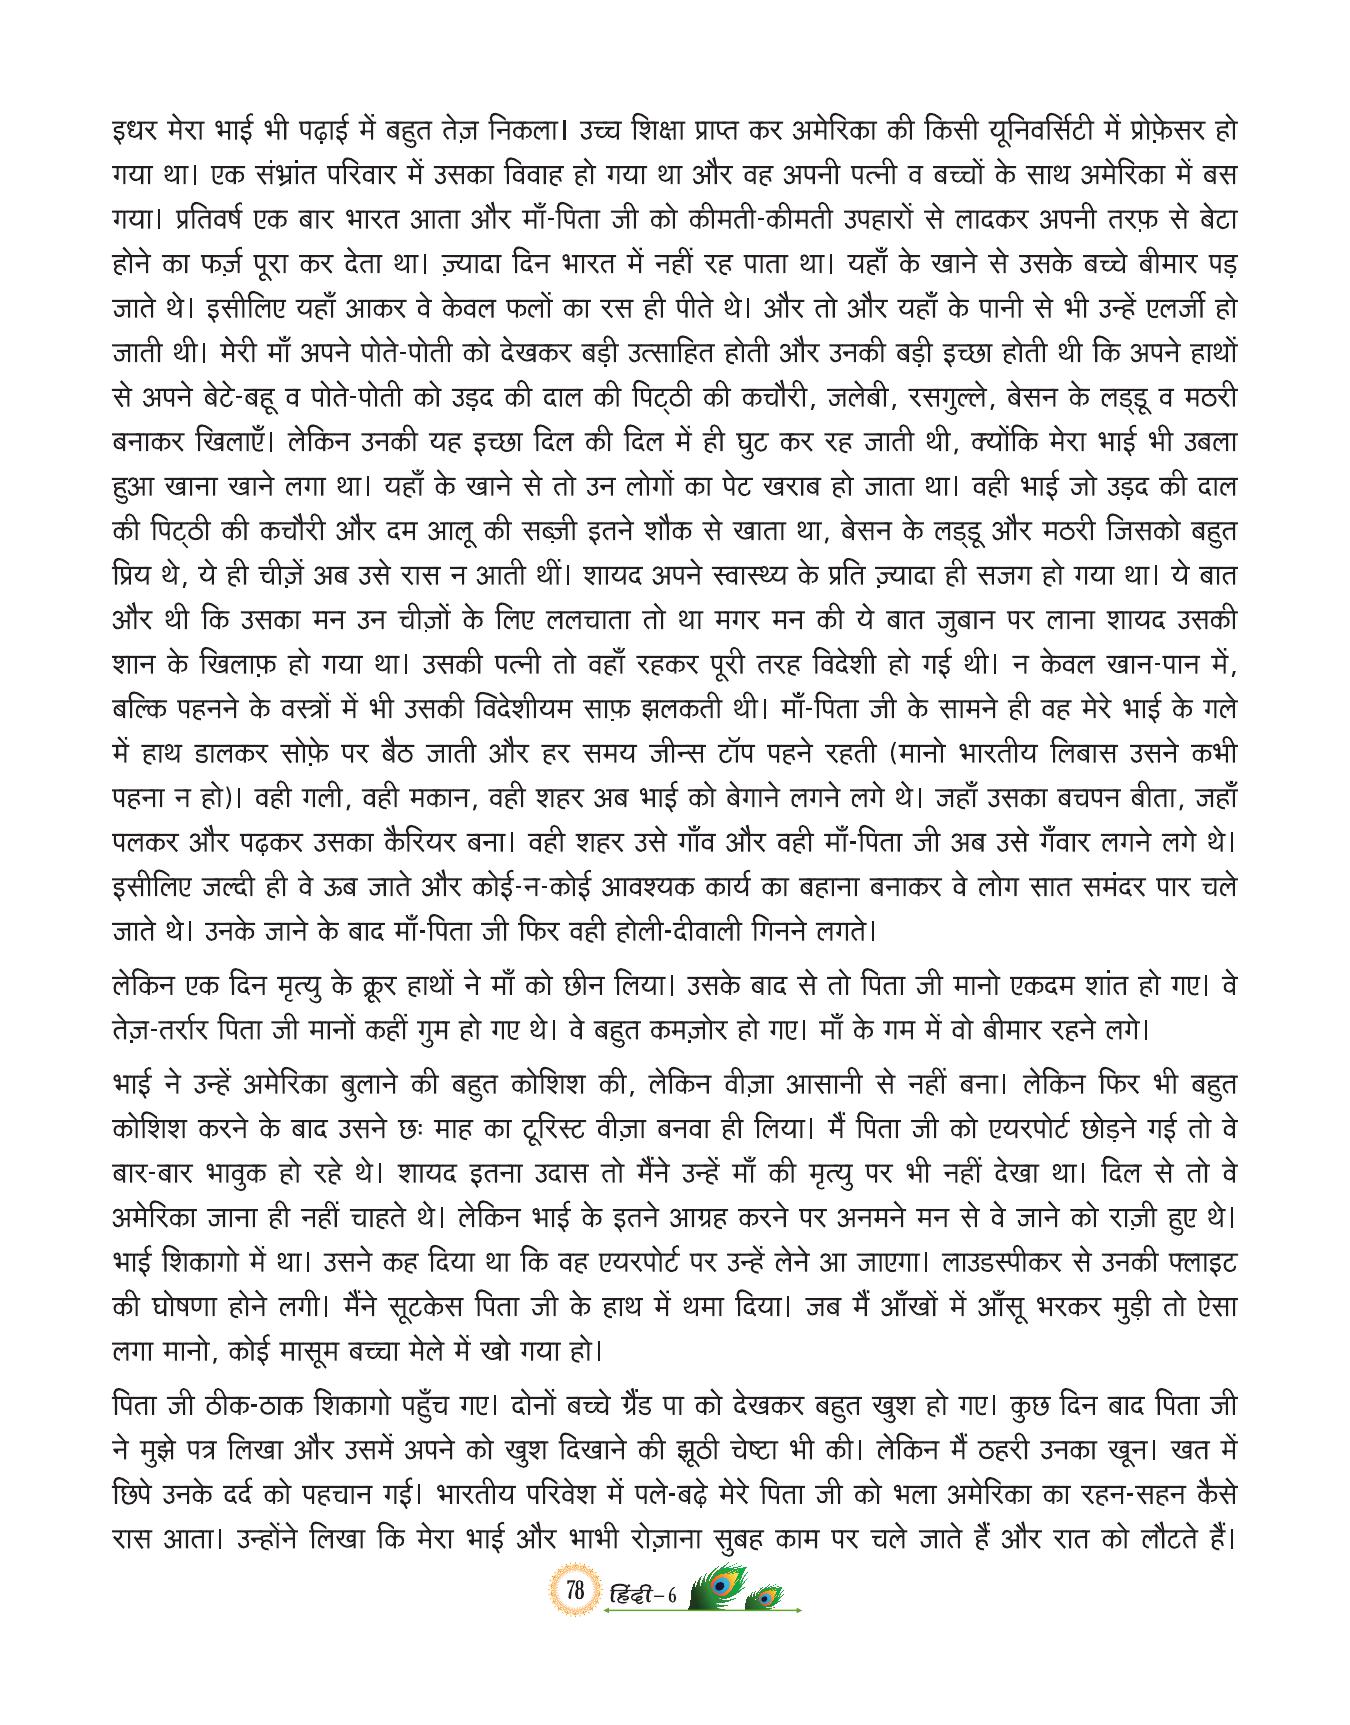 इधर मेरा भाई भी पढ़ाई में बहुत तेज़ निकला। उच्च शिक्षा प्राप्त कर अमेरिका की किसी यूनिवर्सिटी में प्रोफ़ेसर हो
गया था। एक संभ्रांत परिवार में उसका विवाह हो गया था और वह अपनी पत्नी व बच्चों के साथ अमेरिका में बस
गया। प्रतिवर्ष एक बार भारत आता और माँ-पिता जी को कीमती-कीमती उपहारों से लादकर अपनी तरफ़ से बेटा
होने का फर्ज़ पूरा कर देता था। ज़्यादा दिन भारत में नहीं रह पाता था। यहाँ के खाने से उसके बच्चे बीमार पड़
जाते थे। इसीलिए यहाँ आकर वे केवल फलों का रस ही पीते थे। और तो और यहाँ के पानी से भी उन्हें एलर्जी हो
जाती थी। मेरी माँ अपने पोते-पोती को देखकर बड़ी उत्साहित होती और उनकी बड़ी इच्छा होती थी कि अपने हाथों
से अपने बेटे-बहू व पोते-पोती को उड़द की दाल की पिट्ठी की कचौरी, जलेबी, रसगुल्ले, बेसन के लड्डू व मठरी
बनाकर खिलाएँ। लेकिन उनकी यह इच्छा दिल की दिल में ही घुट कर रह जाती थी, क्योंकि मेरा भाई भी उबला
हुआ खाना खाने लगा था। यहाँ के खाने से तो उन लोगों का पेट खराब हो जाता था। वही भाई जो उड़द की दाल
की पिट्ठी की कचौरी और दम आलू की सब्ज़ी इतने शौक से खाता था, बेसन के लड्डू और मठरी जिसको बहुत
प्रिय थे, ये ही चीज़ें अब उसे रास न आती थीं। शायद अपने स्वास्थ्य के प्रति ज़्यादा ही सजग हो गया था। ये बात
और थी कि उसका मन उन चीज़ों के लिए ललचाता तो था मगर मन की ये बात जुबान पर लाना शायद उसकी
शान के खिलाफ़ हो गया था। उसकी पत्नी तो वहाँ रहकर पूरी तरह विदेशी हो गई थी। न केवल खान-पान में,
बल्कि पहनने के वस्त्रों में भी उसकी विदेशीयम साफ़ झलकती थी। माँ-पिता जी के सामने ही वह मेरे भाई के गले
में हाथ डालकर सोफ़े पर बैठ जाती और हर समय जीन्स टॉप पहने रहती (मानो भारतीय लिबास उसने कभी
पहना न हो)। वही गली, वही मकान, वही शहर अब भाई को बेगाने लगने लगे थे। जहाँ उसका बचपन बीता, जहाँ
पलकर और पढ़कर उसका कैरियर बना। वही शहर उसे गाँव और वही माँ-पिता जी अब उसे गँवार लगने लगे थे।
इसीलिए जल्दी ही वे ऊब जाते और कोई-न-कोई आवश्यक कार्य का बहाना बनाकर वे लोग सात समंदर पार चले
जाते थे। उनके जाने के बाद माँ-पिता जी फिर वही होली-दीवाली गिनने लगते।
लेकिन एक दिन मृत्यु के क्रूर हाथों ने माँ को छीन लिया। उसके बाद से तो पिता जी मानो एकदम शांत हो गए। वे
तेज़-तर्रार पिता जी मानों कहीं गुम हो गए थे। वे बहुत कमज़ोर हो गए। माँ के गम में वो बीमार रहने लगे।
भाई ने उन्हें अमेरिका बुलाने की बहुत कोशिश की, लेकिन वीज़ा आसानी से नहीं बना। लेकिन फिर भी बहुत
कोशिश करने के बाद उसने छः माह का टूरिस्ट वीज़ा बनवा ही लिया। मैं पिता जी को एयरपोर्ट छोड़ने गई तो वे
बार-बार भावुक हो रहे थे। शायद इतना उदास तो मैंने उन्हें माँ की मृत्यु पर भी नहीं देखा था। दिल से तो वे
अमेरिका जाना ही नहीं चाहते थे। लेकिन भाई के इतने आग्रह करने पर अनमने मन से वे जाने को राज़ी हुए थे।
भाई शिकागो में था। उसने कह दिया था कि वह एयरपोर्ट पर उन्हें लेने आ जाएगा। लाउडस्पीकर से उनकी फ्लाइट
की घोषणा होने लगी। मैंने सूटकेस पिता जी के हाथ में थमा दिया। जब मैं आँखों में आँसू भरकर मुड़ी तो ऐसा
लगा मानो, कोई मासूम बच्चा मेले में खो गया हो।
पिता जी ठीक-ठाक शिकागो पहुँच गए। दोनों बच्चे ग्रैंड पा को देखकर बहुत खुश हो गए। कुछ दिन बाद पिता जी
ने मुझे पत्र लिखा और उसमें अपने को खुश दिखाने की झूठी चेष्टा भी की। लेकिन मैं ठहरी उनका खून। खत में
छिपे उनके दर्द को पहचान गई। भारतीय परिवेश में पले-बढ़े मेरे पिता जी को भला अमेरिका का रहन-सहन कैसे
रास आता। उन्होंने लिखा कि मेरा भाई और भाभी रोज़ाना सुबह काम पर चले जाते हैं और रात को लौटते हैं।
78 हिंदी–6